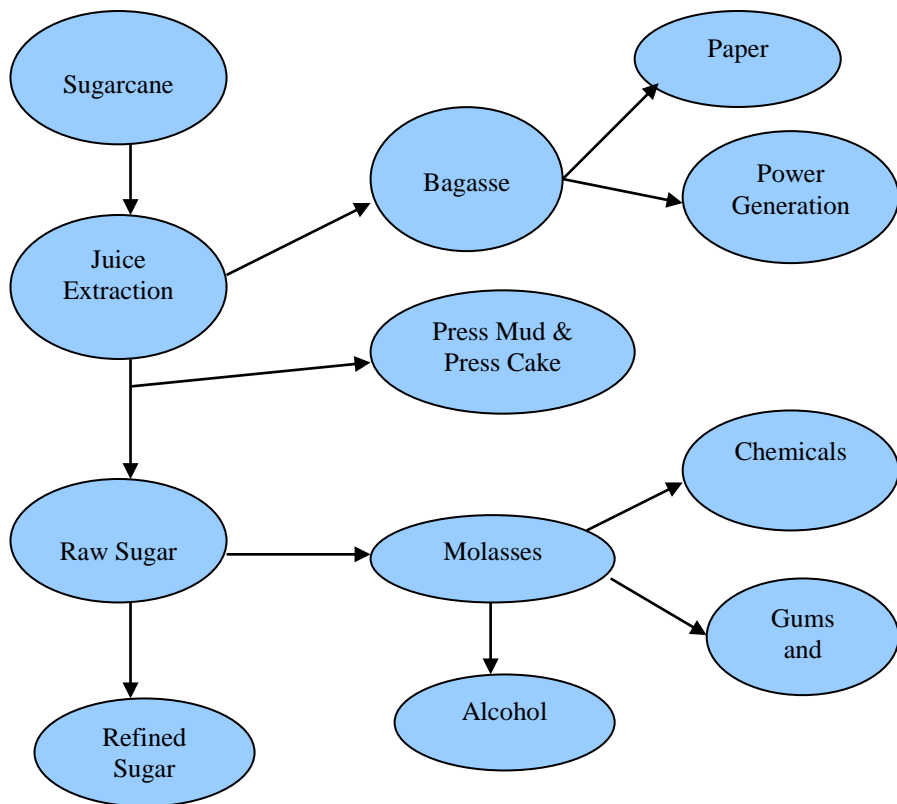 Sugarcane
Paper
Bagasse
Power
Generation
Juice
Extraction
Press Mud &
Press Cake
Chemicals
Raw Sugar
Molasses
Gums
and
Alcohol
Refined
Sugar